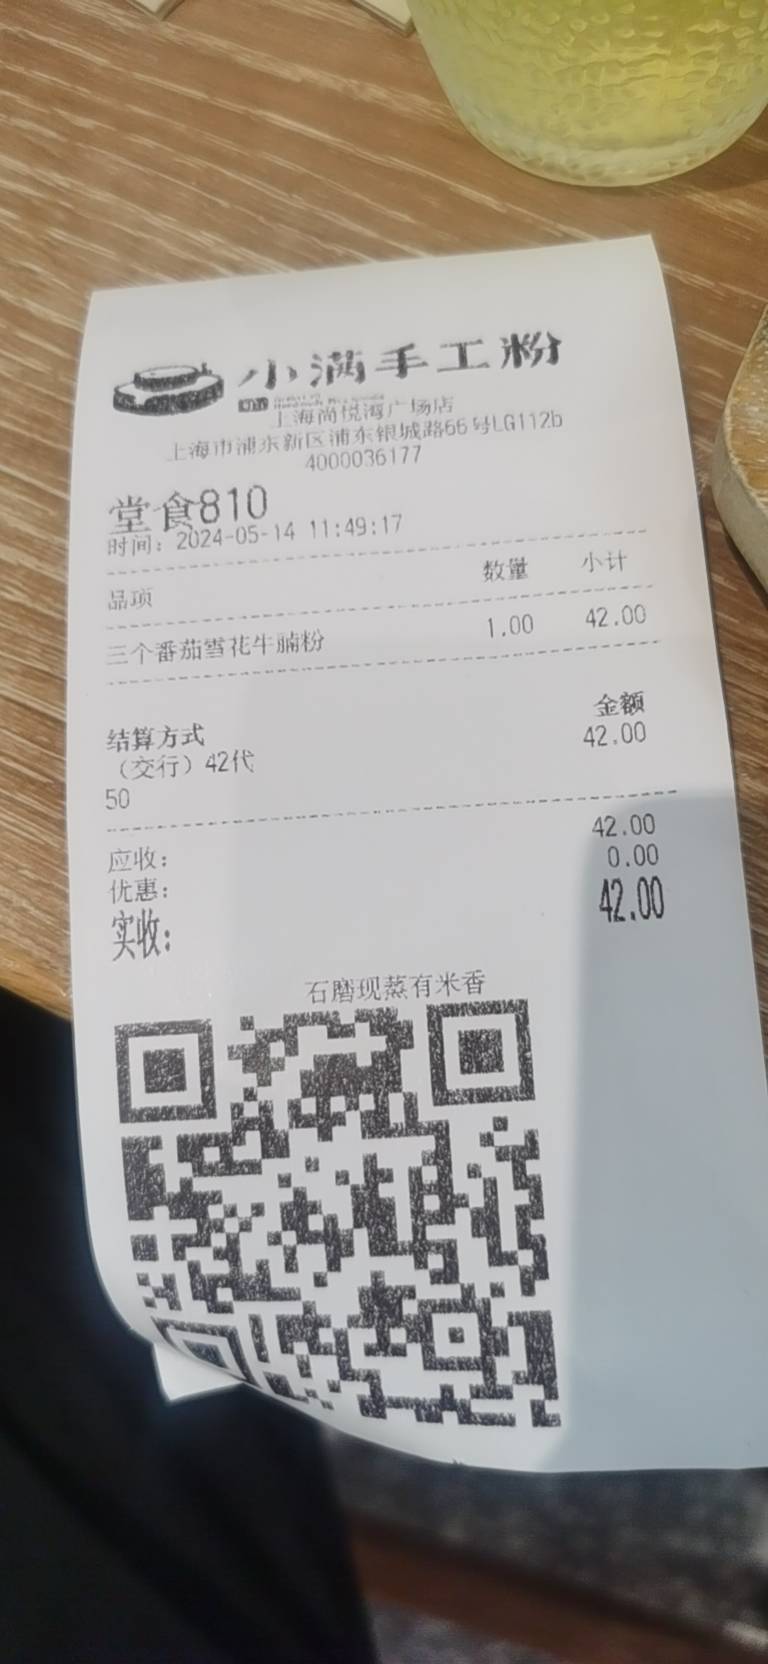 小满手工粉
上海尚悦湾广场店
上海市浦东新区浦东银城路66号LG112b
4000036177
堂食810
时间：2024-05-14 11:49:17
品项 数量 小计
三个番茄雪花牛腩粉 1.00 42.00
结算方式 金额
（交行）42代 42.00
50
应收： 42.00
优惠： 0.00
实收： 42.00
石磨现蒸有米香